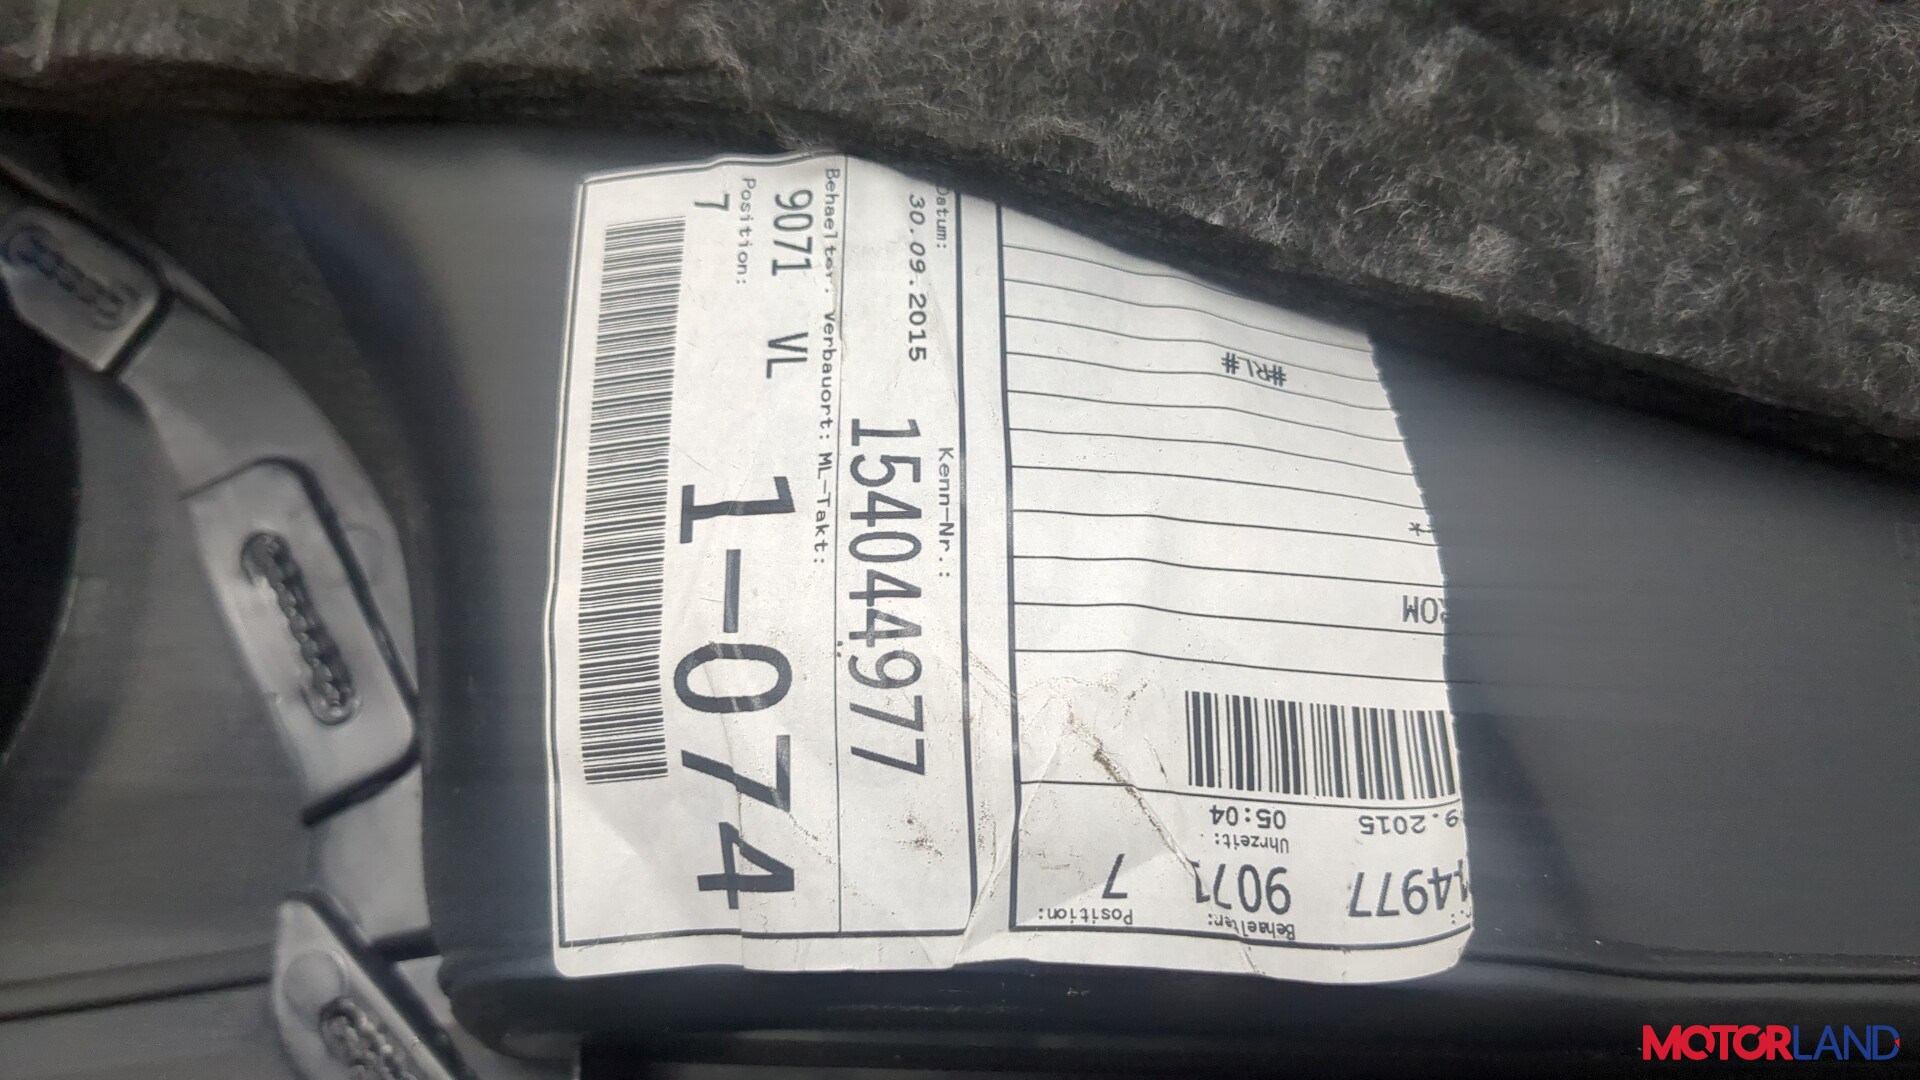 Datum:
30.09.2015
Kenn-Nr.:
154044977
Behaelter: Verbauort: ML-Takt:
9071 VL 1-074
Position:
7
#RL#
*
ROM
9.2015
05:04
Uhrzeit:
44977
9071
Behaelter:
7
Position:
MOTORLAND